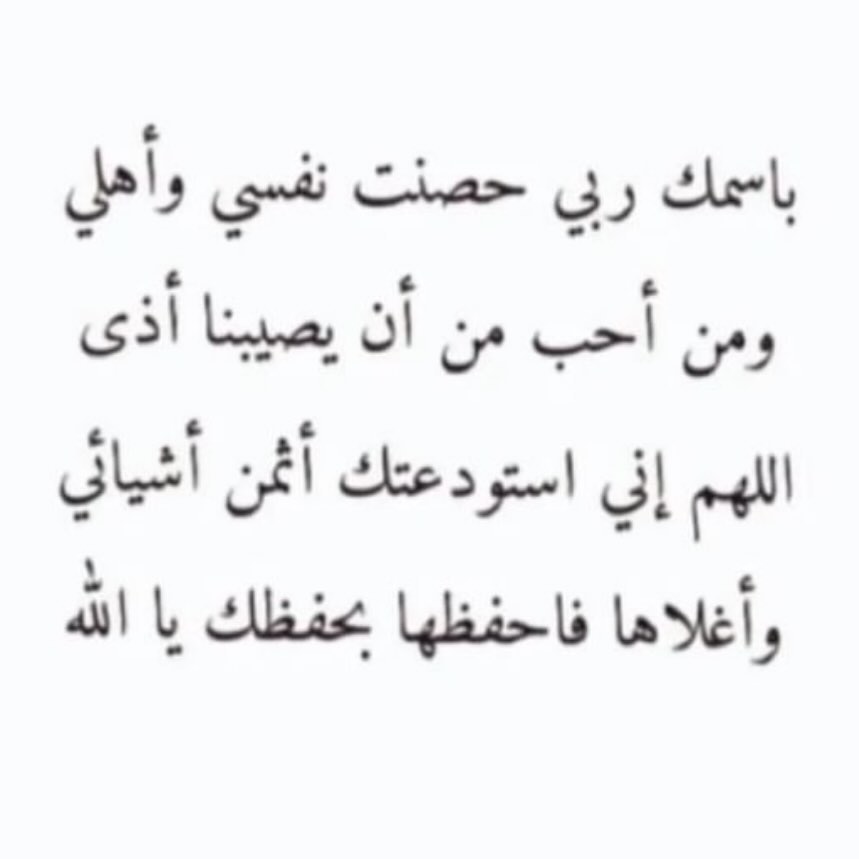 باسمك ربي حصنت نفسي وأهلي
ومن أحب من أن يصيبنا أذى
اللهم إني استودعتك أثمن أشيائي
وأغلاها فاحفظها بحفظك يا الله